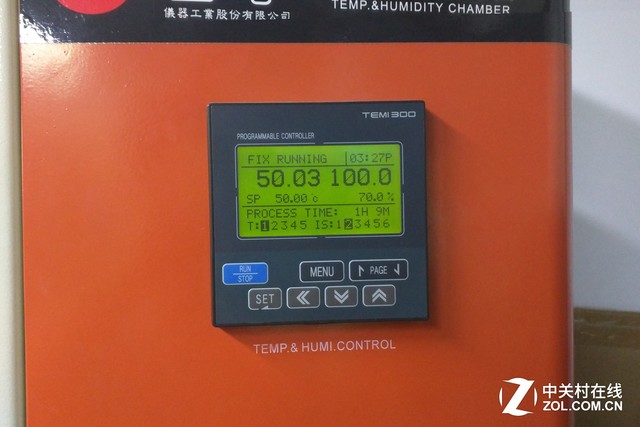 儀器工業股份有限公司
TEMP.&HUMIDITY CHAMBER
TEMI300
PROGRAMMABLE CONTROLLER
FIX RUNNING 03:27P
50.03 100.0
SP 50.00℃ 70.0%
PROCESS TIME: 1H 9M
T:12345 IS:123456
RUN
STOP
MENU
PAGE
SET
TEMP.& HUMI.CONTROL
Z 中关村在线
ZOL.COM.CN